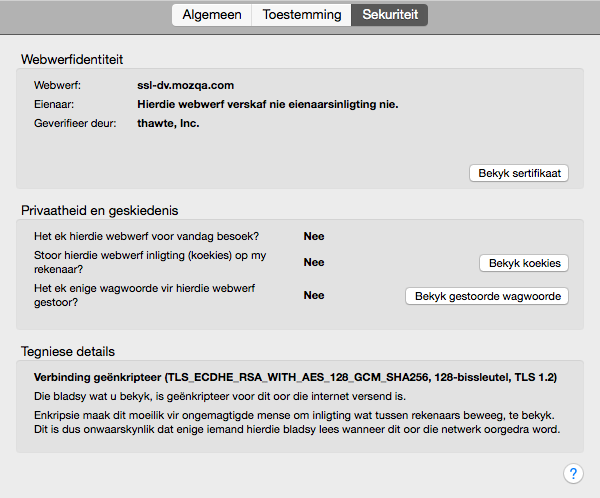 Algemeen Toestemming Sekuriteit
Webwerfidentiteit
Webwerf: ssl-dv.mozqa.com
Eienaar: Hierdie webwerf verskaf nie eienaarsinligting nie.
Geverifieer deur: thawte, Inc.
Bekyk sertifikaat
Privaatheid en geskiedenis
Het ek hierdie webwerf voor vandag besoek? Nee
Stoor hierdie webwerf inligting (koekies) op my
rekenaar? Nee Bekyk koekies
Het ek enige wagwoorde vir hierdie webwerf
gestoor? Nee Bekyk gestoorde wagwoorde
Tegniese details
Verbinding geënkripteer (TLS_ECDHE_RSA_WITH_AES_128_GCM_SHA256, 128-bissleutel, TLS 1.2)
Die bladsy wat u bekyk, is geënkripteer voor dit oor die internet versend is.
Enkripsie maak dit moeilik vir ongemagtigde mense om inligting wat tussen rekenaars beweeg, te bekyk.
Dit is dus onwaarskynlik dat enige iemand hierdie bladsy lees wanneer dit oor die netwerk oorgedra word.
?